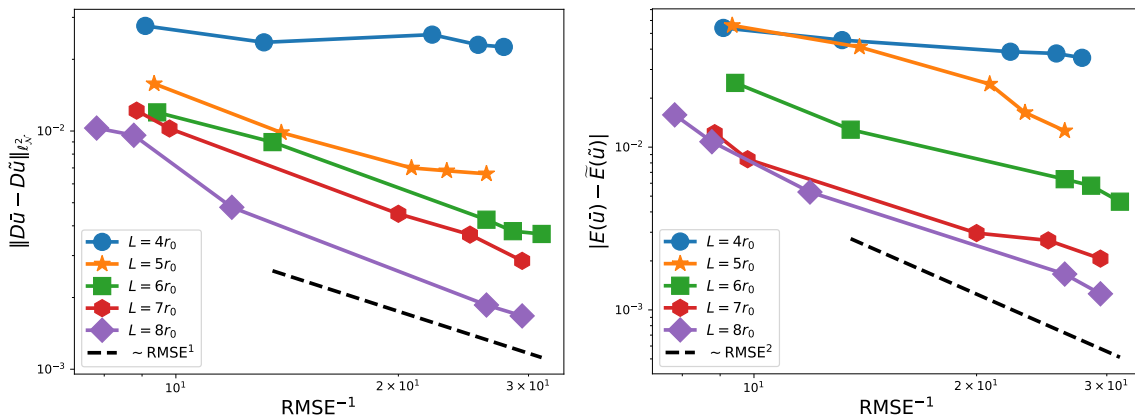 ‖Dū − Dũ‖ℓ²_𝒩
10⁻²
10⁻³
L = 4r₀
L = 5r₀
L = 6r₀
L = 7r₀
L = 8r₀
~ RMSE¹
10¹
2 × 10¹
3 × 10¹
RMSE⁻¹
|E(ū) − Ẽ(ũ)|
10⁻²
10⁻³
L = 4r₀
L = 5r₀
L = 6r₀
L = 7r₀
L = 8r₀
~ RMSE²
10¹
2 × 10¹
3 × 10¹
RMSE⁻¹